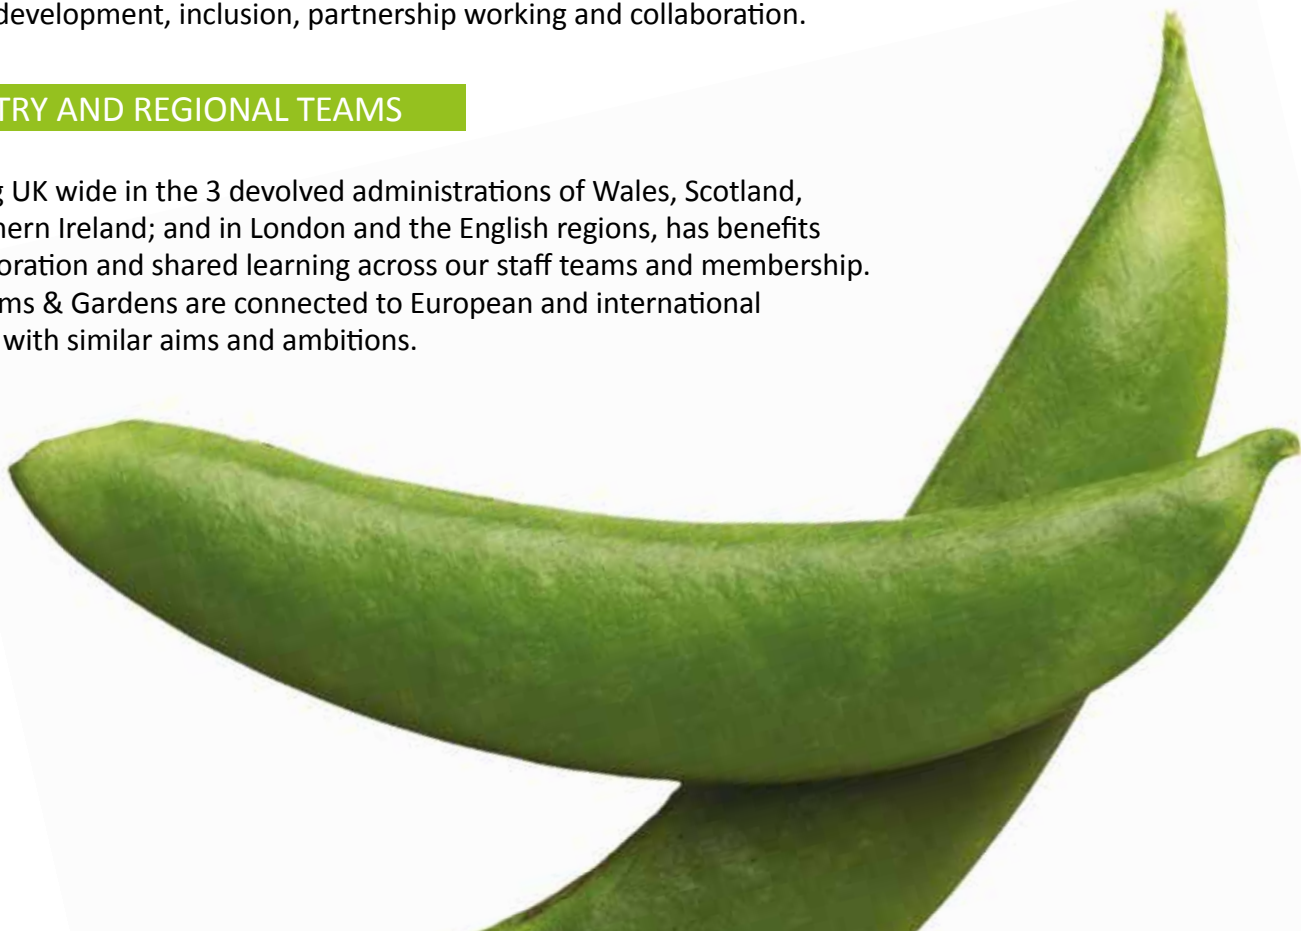 development, inclusion, partnership working and collaboration.
TRY AND REGIONAL TEAMS
UK wide in the 3 devolved administrations of Wales, Scotland,
hern Ireland; and in London and the English regions, has benefits
oration and shared learning across our staff teams and membership.
ms & Gardens are connected to European and international
with similar aims and ambitions.